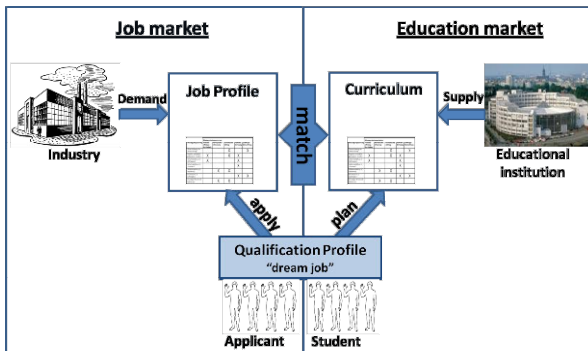 Job market
Education market
Demand
Job Profile
match
Curriculum
Supply
Industry
Educational
institution
apply
plan
Qualification Profile
"dream job"
Applicant
Student